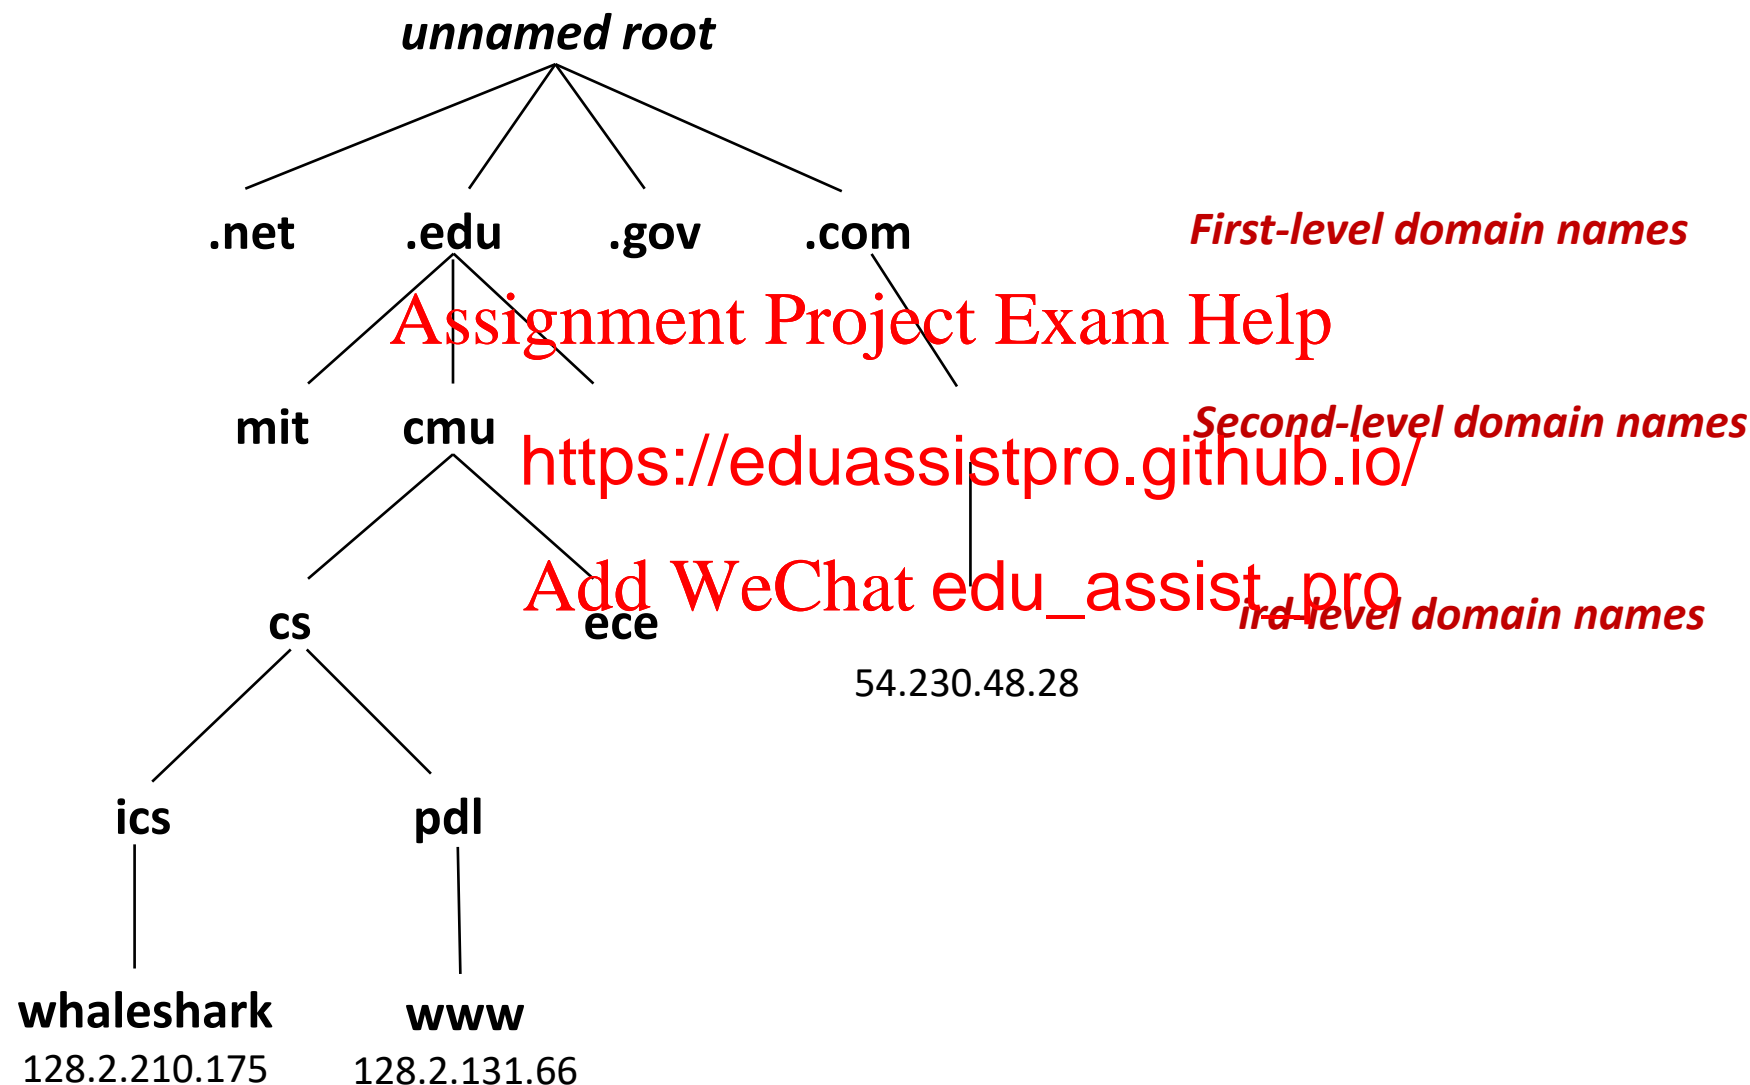 unnamed root
.net .edu .gov .com First-level domain names
Assignment Project Exam Help
mit cmu Second-level domain names
https://eduassistpro.github.io/
Add WeChat edu_assist_pro
cs ece ird-level domain names
54.230.48.28
ics pdl
whaleshark www
128.2.210.175 128.2.131.66